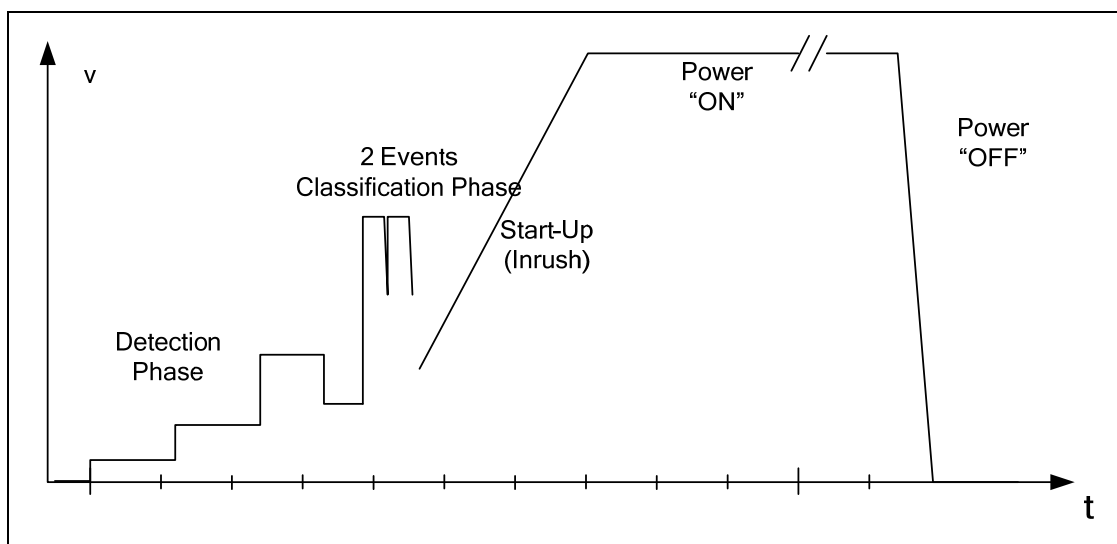 v
Power
“ON”
Power
“OFF”
2 Events
Classification Phase
Start-Up
(Inrush)
Detection
Phase
t